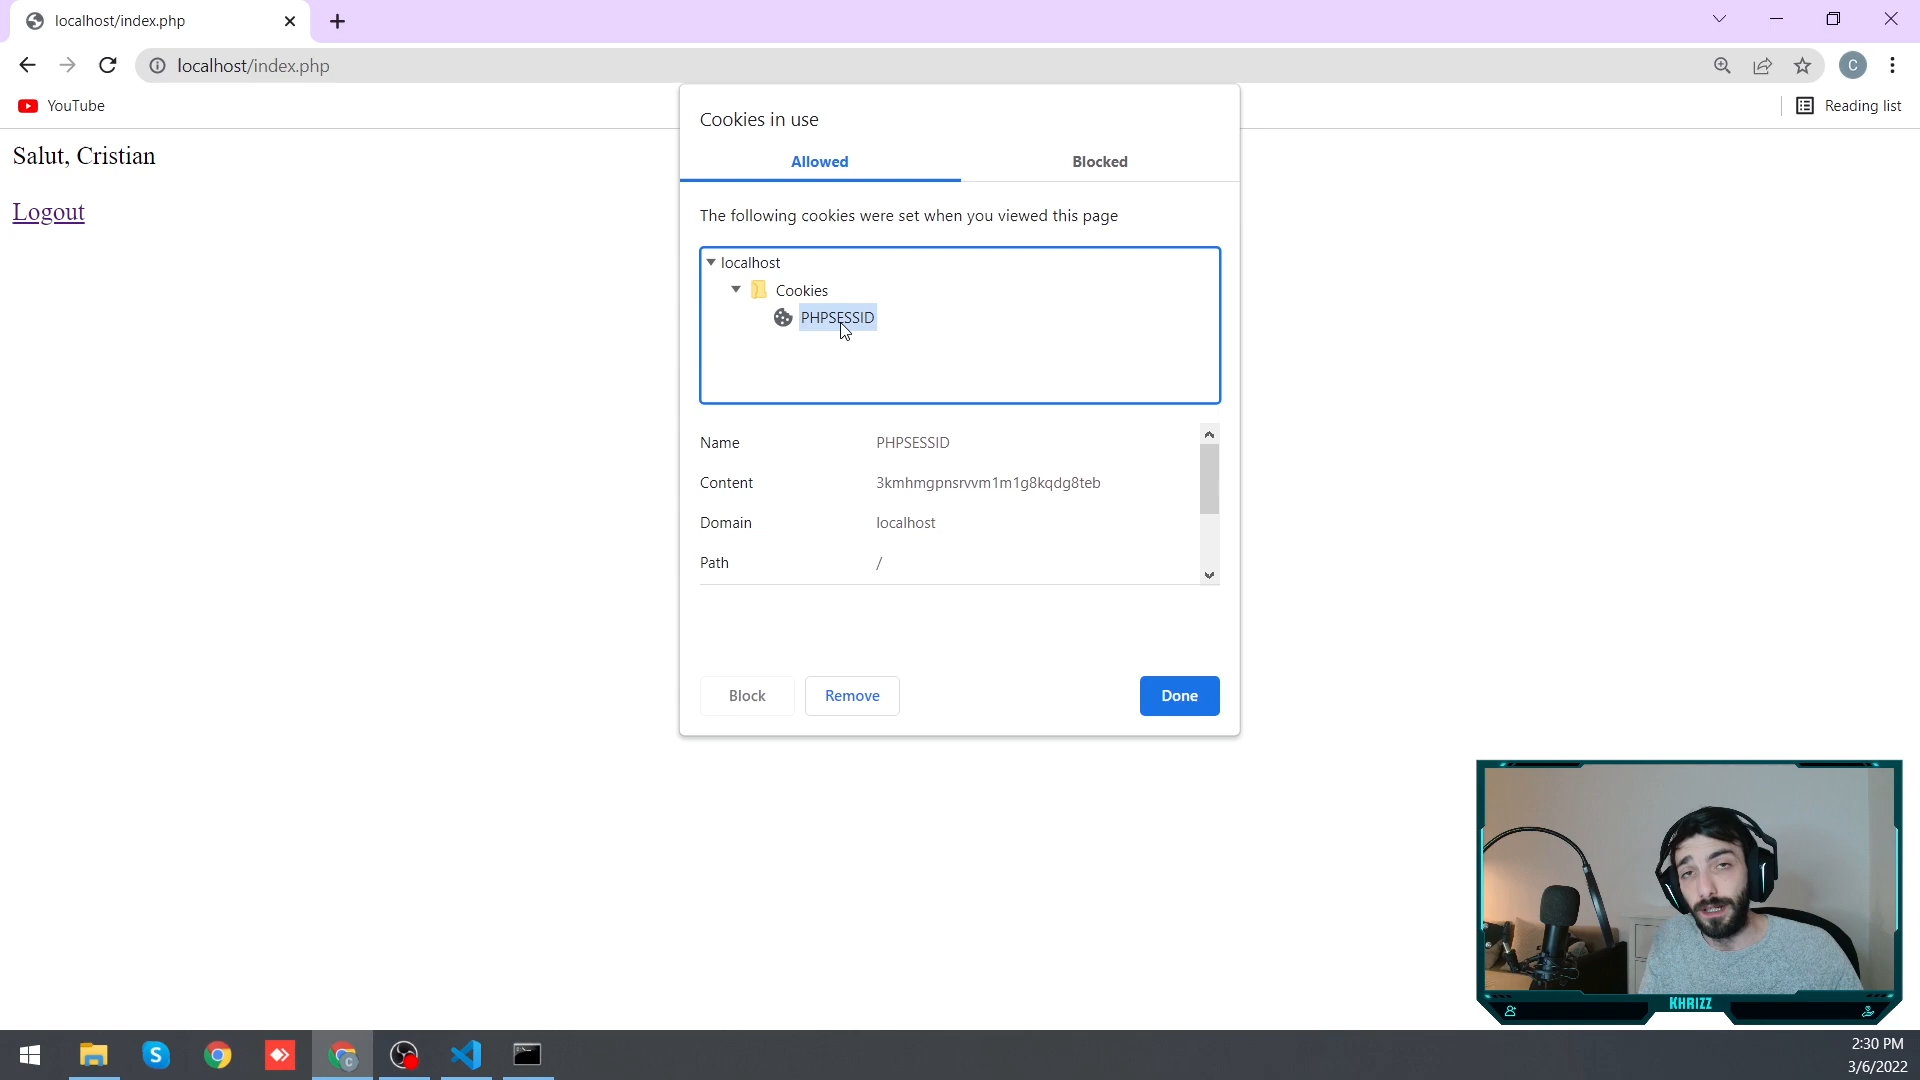 localhost/index.php
localhost/index.php
C
YouTube
Reading list
Salut, Cristian
Logout
Cookies in use
Allowed
Blocked
The following cookies were set when you viewed this page
localhost
Cookies
PHPSESSID
Name PHPSESSID
Content 3kmhmgpnsrvvm1m1g8kqdg8teb
Domain localhost
Path /
Block
Remove
Done
KHRIZZ
S
C
2:30 PM
3/6/2022